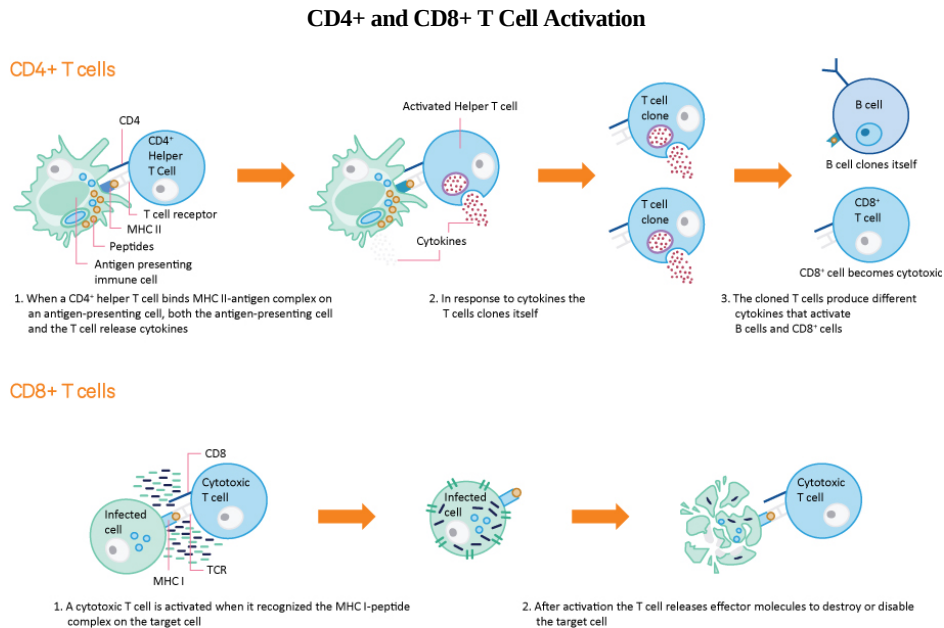 CD4+ and CD8+ T Cell Activation
CD4+ T cells
CD4
CD4⁺
Helper
T Cell
T cell receptor
MHC II
Peptides
Antigen presenting
immune cell
1. When a CD4⁺ helper T cell binds MHC II-antigen complex on
an antigen-presenting cell, both the antigen-presenting cell
and the T cell release cytokines
Activated Helper T cell
Cytokines
2. In response to cytokines the
T cells clones itself
T cell
clone
T cell
clone
B cell
B cell clones itself
CD8⁺
T cell
CD8⁺ cell becomes cytotoxic
3. The cloned T cells produce different
cytokines that activate
B cells and CD8⁺ cells
CD8+ T cells
CD8
Cytotoxic
T cell
Infected
cell
TCR
MHC I
1. A cytotoxic T cell is activated when it recognized the MHC I-peptide
complex on the target cell
Infected
cell
Cytotoxic
T cell
2. After activation the T cell releases effector molecules to destroy or disable
the target cell